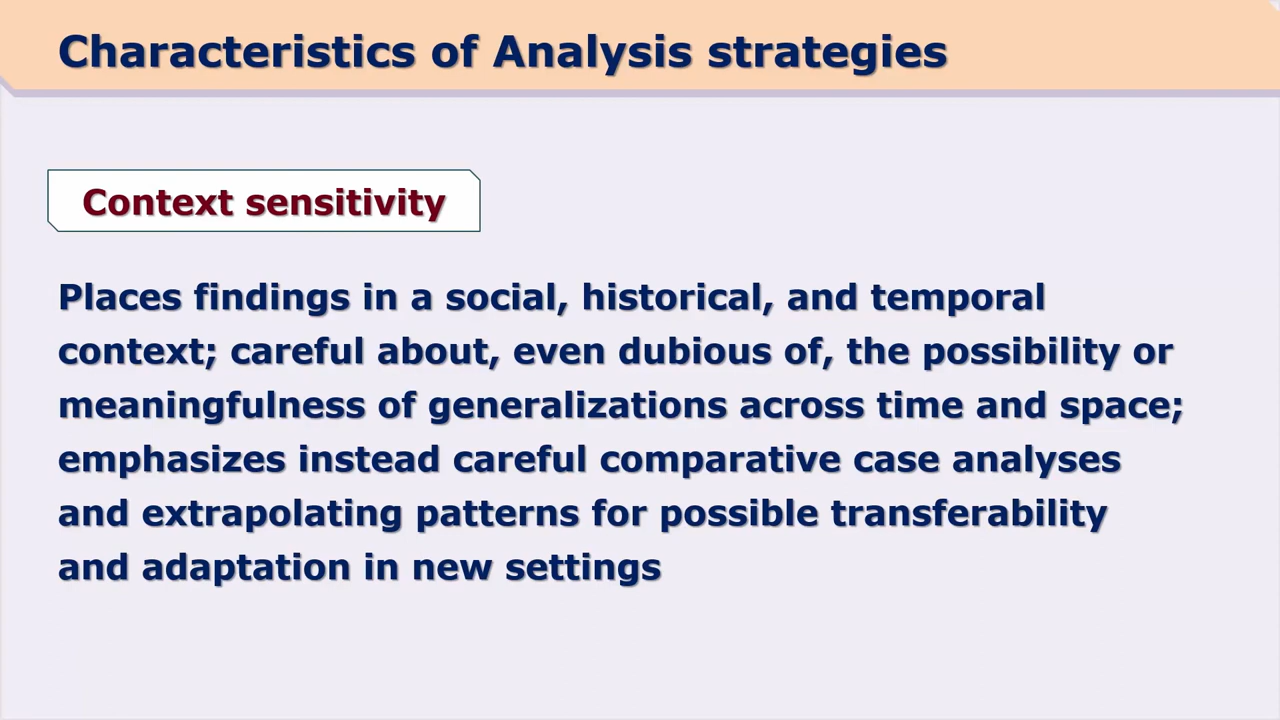 Characteristics of Analysis strategies
Context sensitivity
Places findings in a social, historical, and temporal
context; careful about, even dubious of, the possibility or
meaningfulness of generalizations across time and space;
emphasizes instead careful comparative case analyses
and extrapolating patterns for possible transferability
and adaptation in new settings